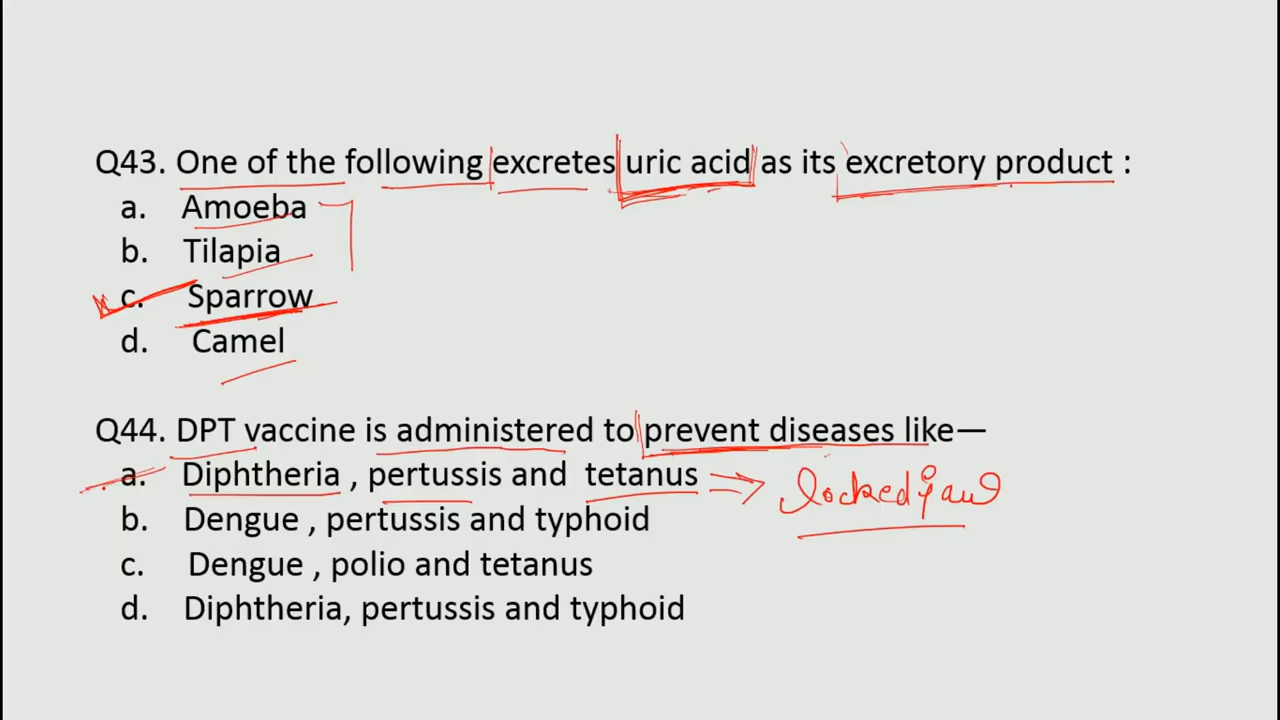 Q43. One of the following excretes uric acid as its excretory product :
a. Amoeba
b. Tilapia
c. Sparrow
d. Camel
Q44. DPT vaccine is administered to prevent diseases like—
a. Diphtheria , pertussis and tetanus
locked jaw
b. Dengue , pertussis and typhoid
c. Dengue , polio and tetanus
d. Diphtheria, pertussis and typhoid